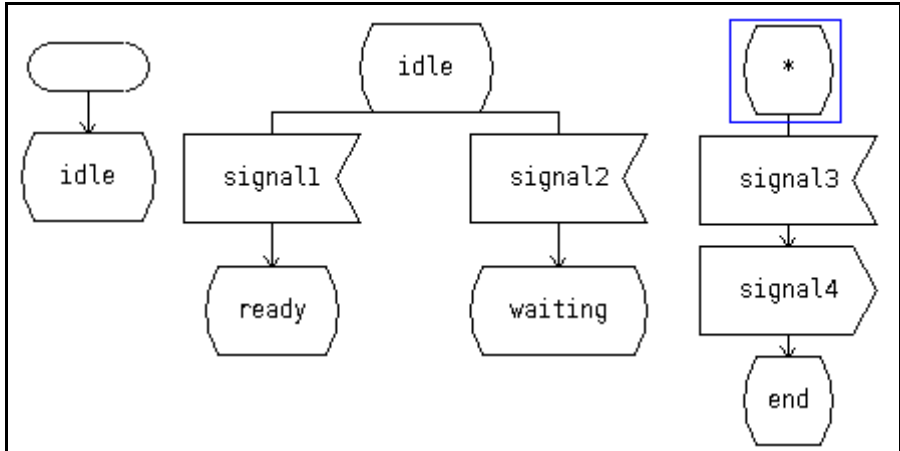 idle
idle
signal1
ready
signal2
waiting
*
signal3
signal4
end